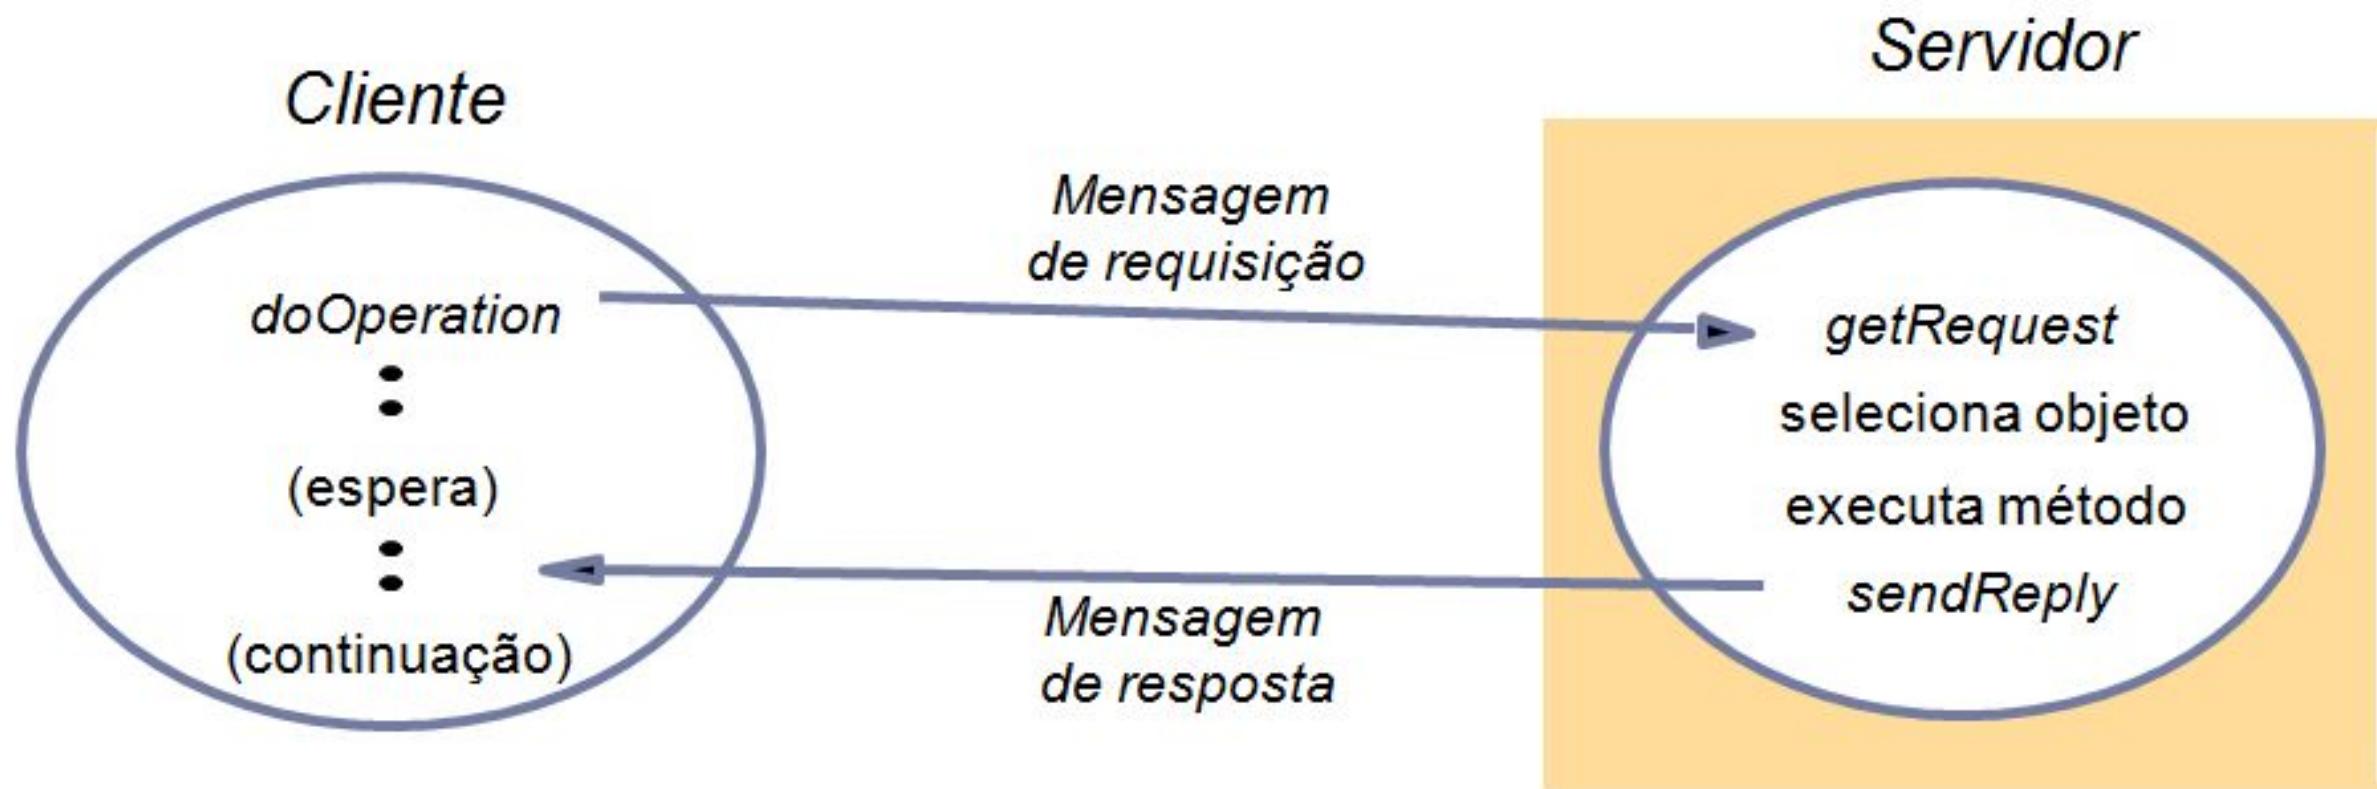 Cliente
Servidor
Mensagem
de requisição
doOperation
(espera)
(continuação)
getRequest
seleciona objeto
executa método
sendReply
Mensagem
de resposta